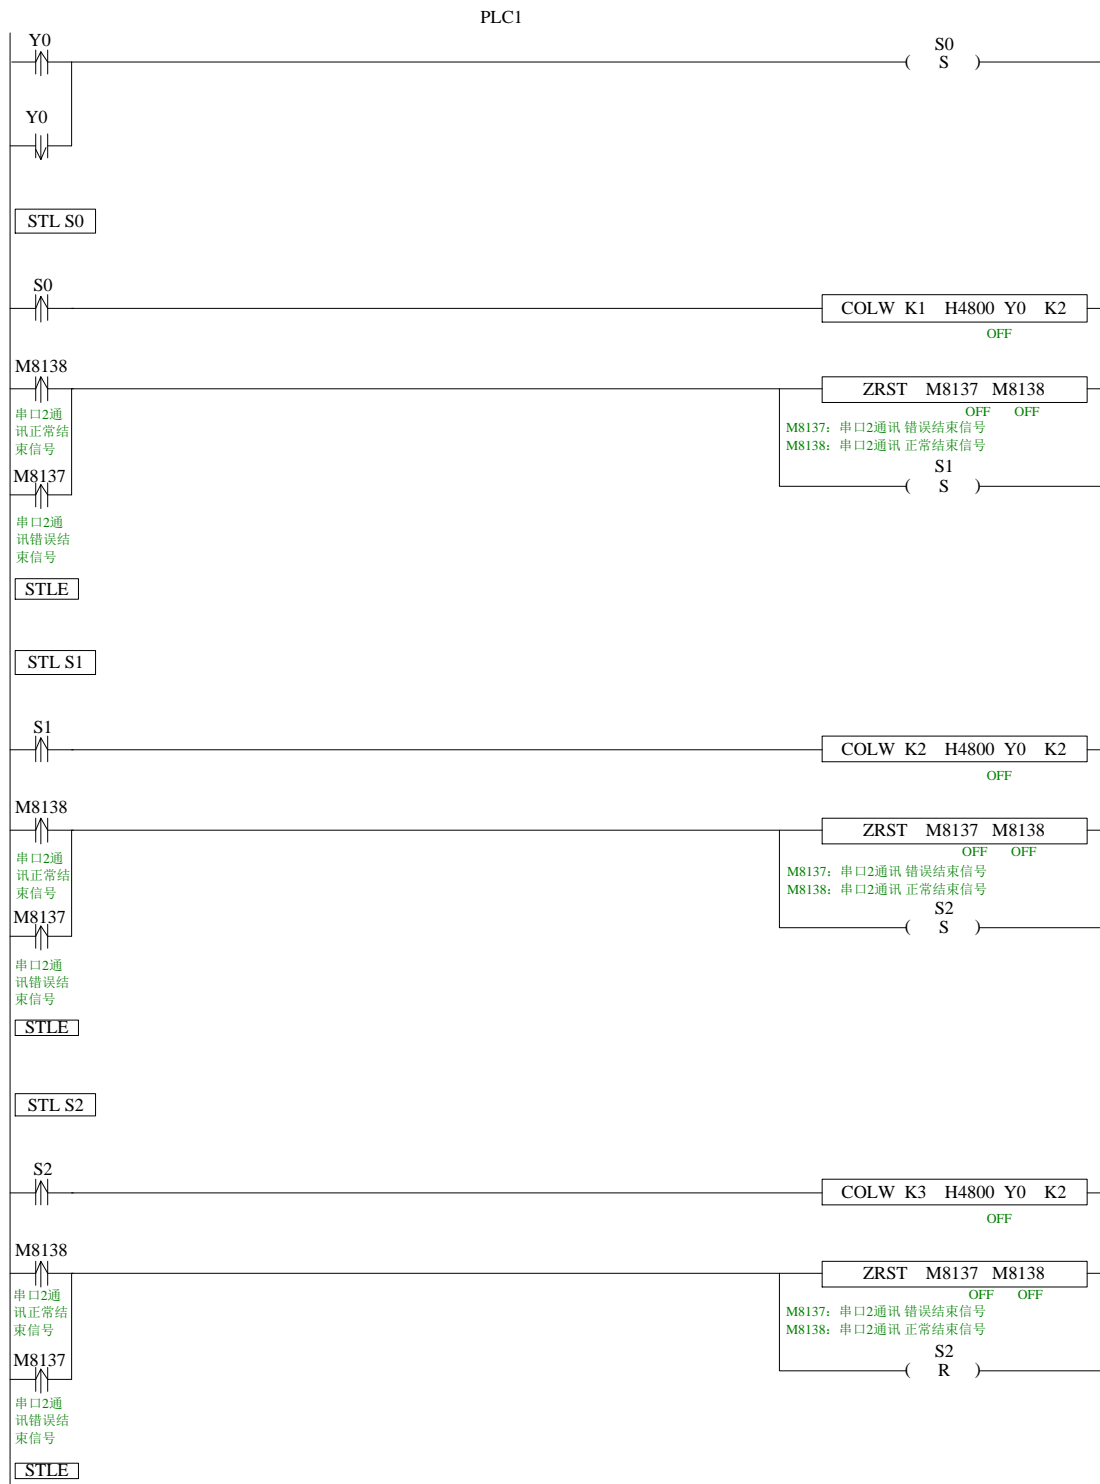 PLC1
Y0
S0
( S )
Y0
STL S0
S0
COLW K1 H4800 Y0 K2
OFF
M8138
ZRST M8137 M8138
OFF OFF
串口2通
讯正常结
束信号
M8137：串口2通讯 错误结束信号
M8138：串口2通讯 正常结束信号
M8137
S1
( S )
串口2通
讯错误结
束信号
STLE
STL S1
S1
COLW K2 H4800 Y0 K2
OFF
M8138
ZRST M8137 M8138
OFF OFF
串口2通
讯正常结
束信号
M8137：串口2通讯 错误结束信号
M8138：串口2通讯 正常结束信号
M8137
S2
( S )
串口2通
讯错误结
束信号
STLE
STL S2
S2
COLW K3 H4800 Y0 K2
OFF
M8138
ZRST M8137 M8138
OFF OFF
串口2通
讯正常结
束信号
M8137：串口2通讯 错误结束信号
M8138：串口2通讯 正常结束信号
M8137
S2
( R )
串口2通
讯错误结
束信号
STLE